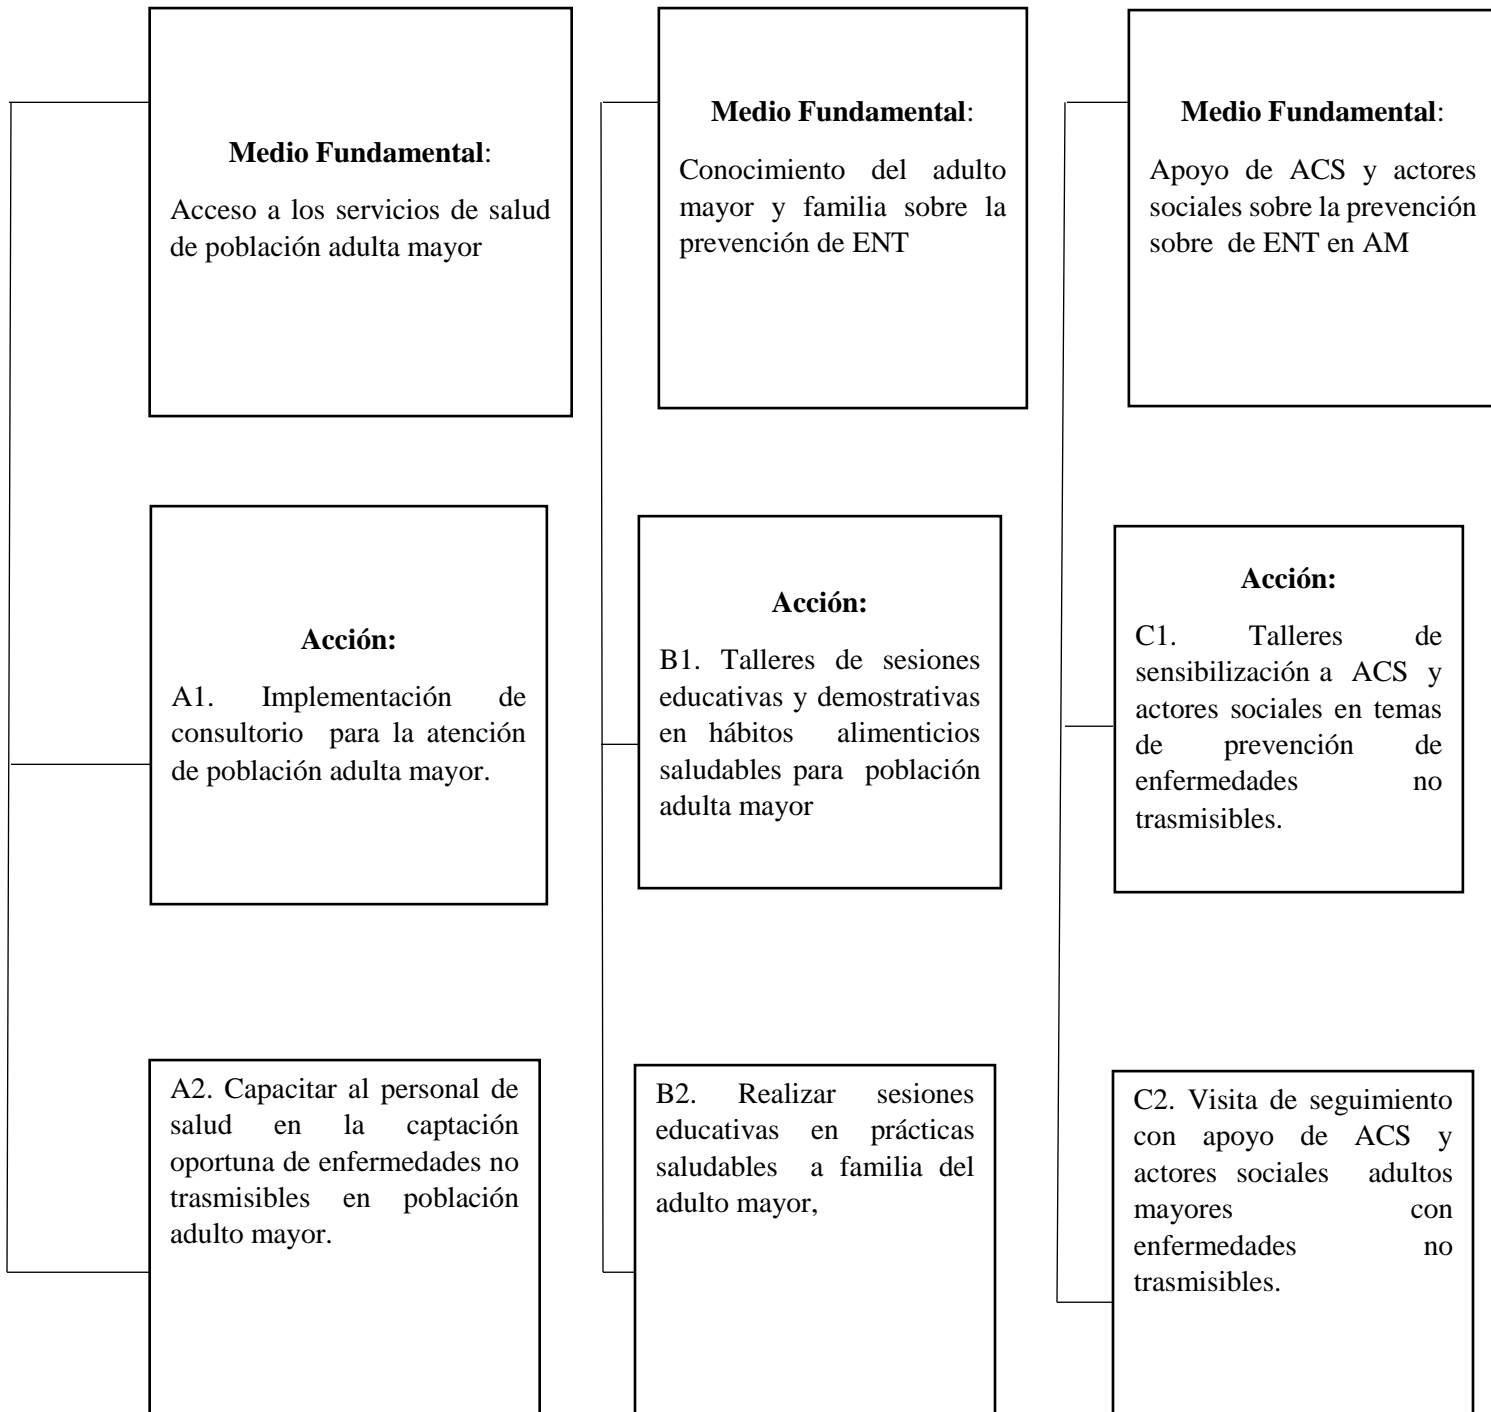 Medio Fundamental:
Acceso a los servicios de salud
de población adulta mayor
Medio Fundamental:
Conocimiento del adulto
mayor y familia sobre la
prevención de ENT
Medio Fundamental:
Apoyo de ACS y actores
sociales sobre la prevención
sobre de ENT en AM
Acción:
A1. Implementación de
consultorio para la atención
de población adulta mayor.
Acción:
B1. Talleres de sesiones
educativas y demostrativas
en hábitos alimenticios
saludables para población
adulta mayor
Acción:
C1. Talleres de
sensibilización a ACS y
actores sociales en temas
de prevención de
enfermedades no
trasmisibles.
A2. Capacitar al personal de
salud en la captación
oportuna de enfermedades no
trasmisibles en población
adulto mayor.
B2. Realizar sesiones
educativas en prácticas
saludables a familia del
adulto mayor,
C2. Visita de seguimiento
con apoyo de ACS y
actores sociales adultos
mayores con
enfermedades no
trasmisibles.